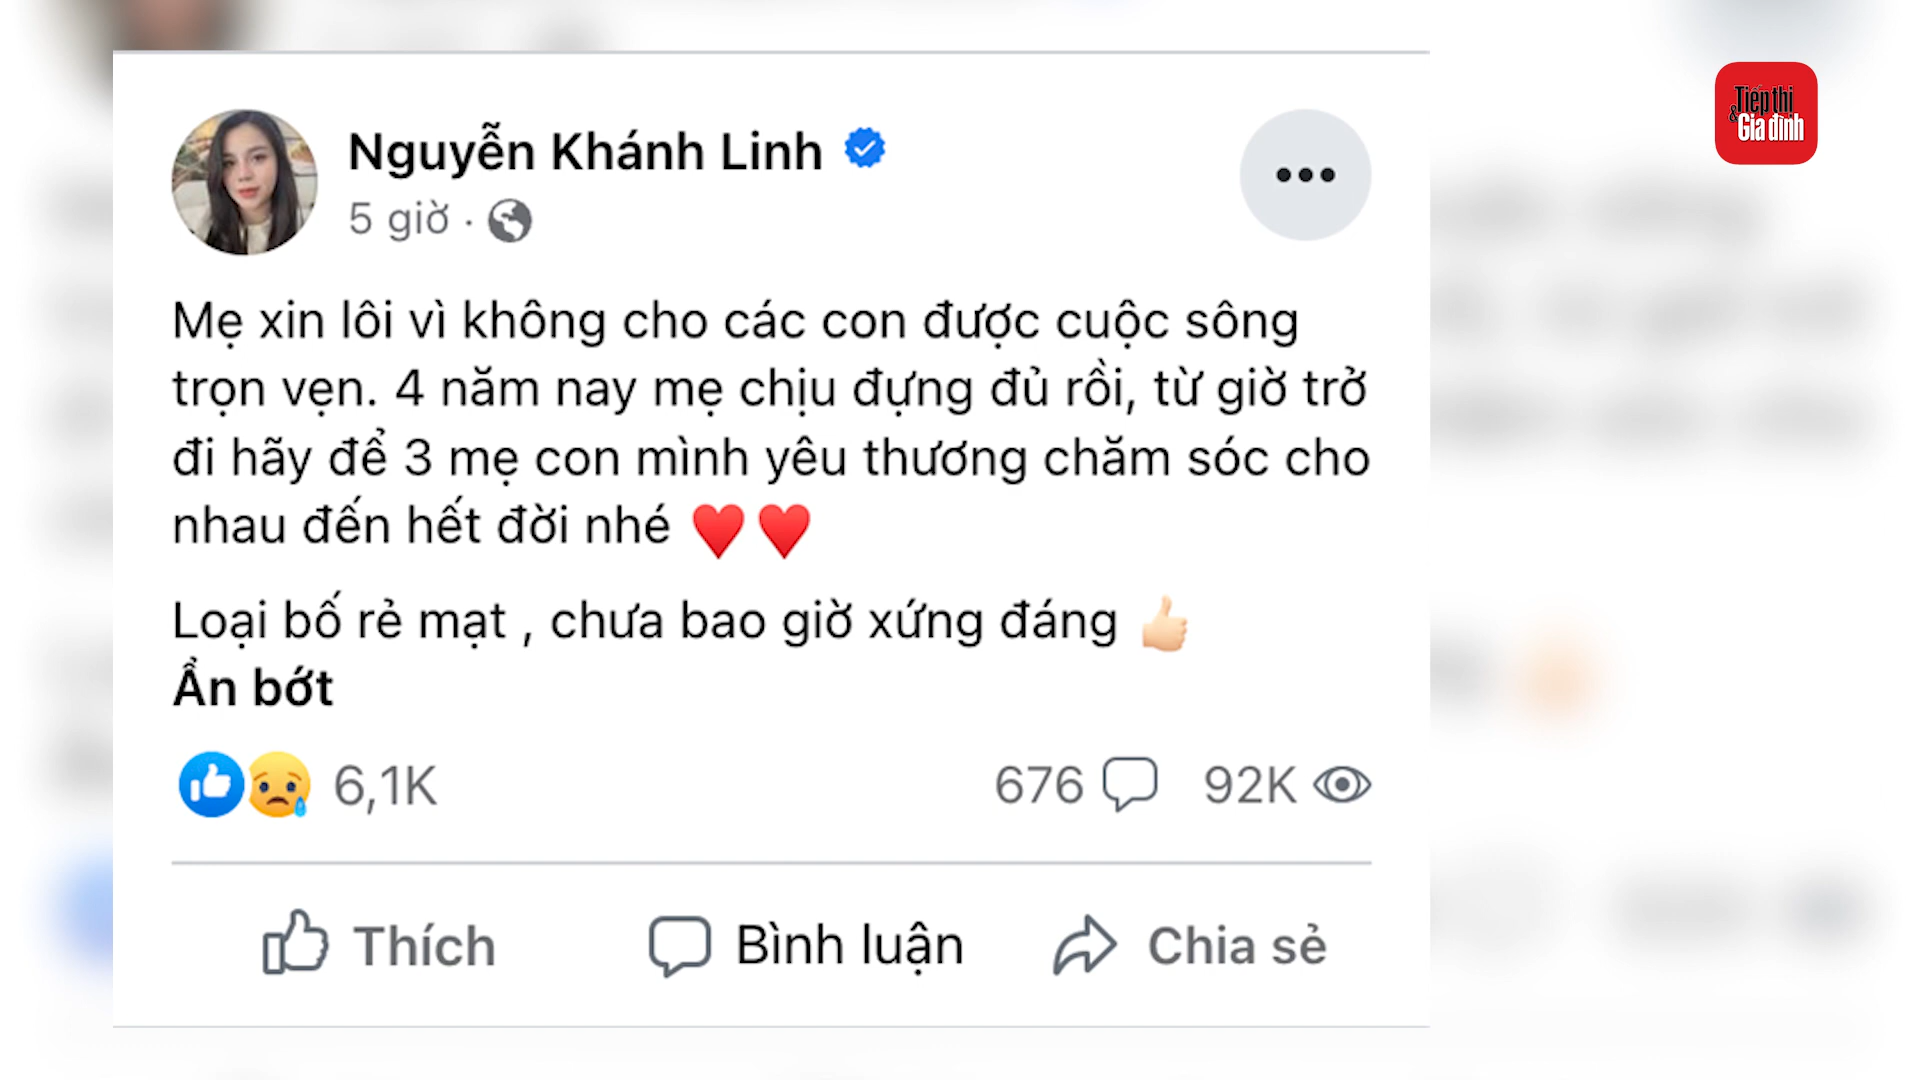 Tiếp thị
& Gia đình
Nguyễn Khánh Linh
5 giờ ·
Mẹ xin lôi vì không cho các con được cuộc sông
trọn vẹn. 4 năm nay mẹ chịu đựng đủ rồi, từ giờ trở
đi hãy để 3 mẹ con mình yêu thương chăm sóc cho
nhau đến hết đời nhé ♥️♥️
Loại bố rẻ mạt , chưa bao giờ xứng đáng 👍🏻
Ẩn bớt
6,1K 676 92K
Thích Bình luận Chia sẻ